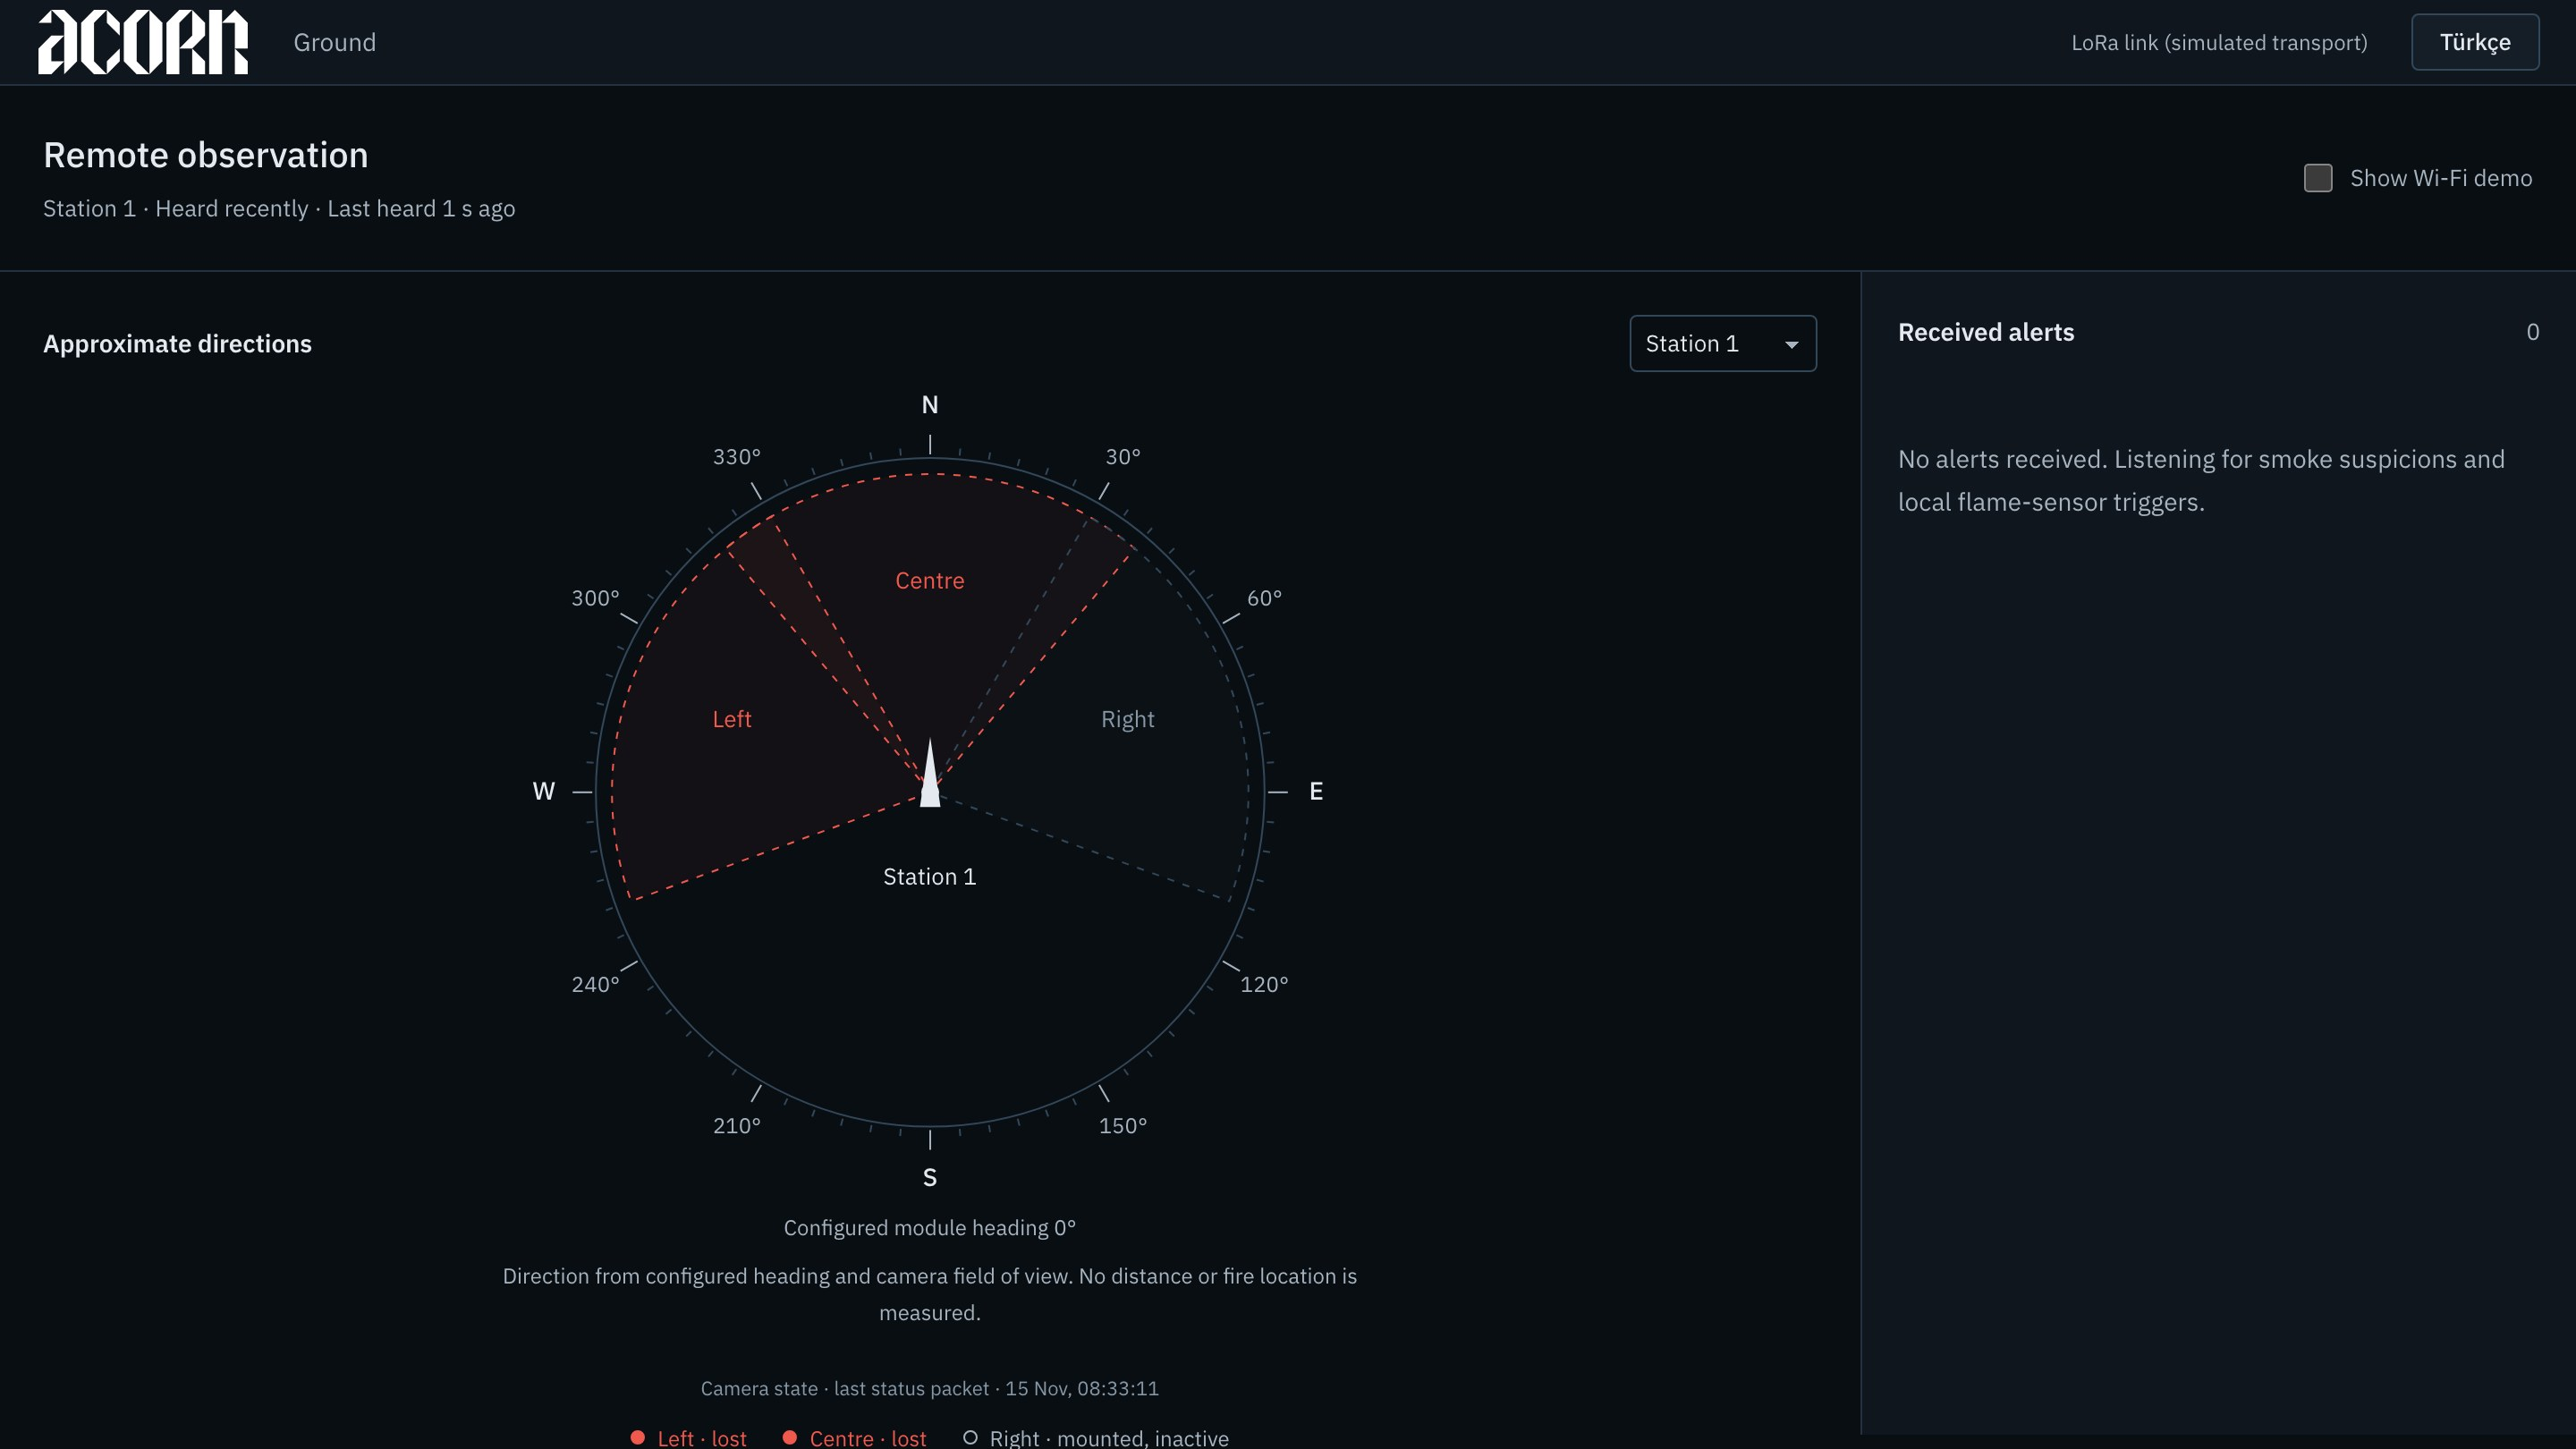 acorn
Ground
LoRa link (simulated transport)
Türkçe
Remote observation
Station 1 · Heard recently · Last heard 1 s ago
Show Wi-Fi demo
Approximate directions
Station 1
Received alerts
0
No alerts received. Listening for smoke suspicions and
local flame-sensor triggers.
N
330°
30°
300°
60°
Centre
Left
Right
W
E
Station 1
240°
120°
210°
150°
S
Configured module heading 0°
Direction from configured heading and camera field of view. No distance or fire location is
measured.
Camera state · last status packet · 15 Nov, 08:33:11
Left · lost
Centre · lost
Right · mounted, inactive